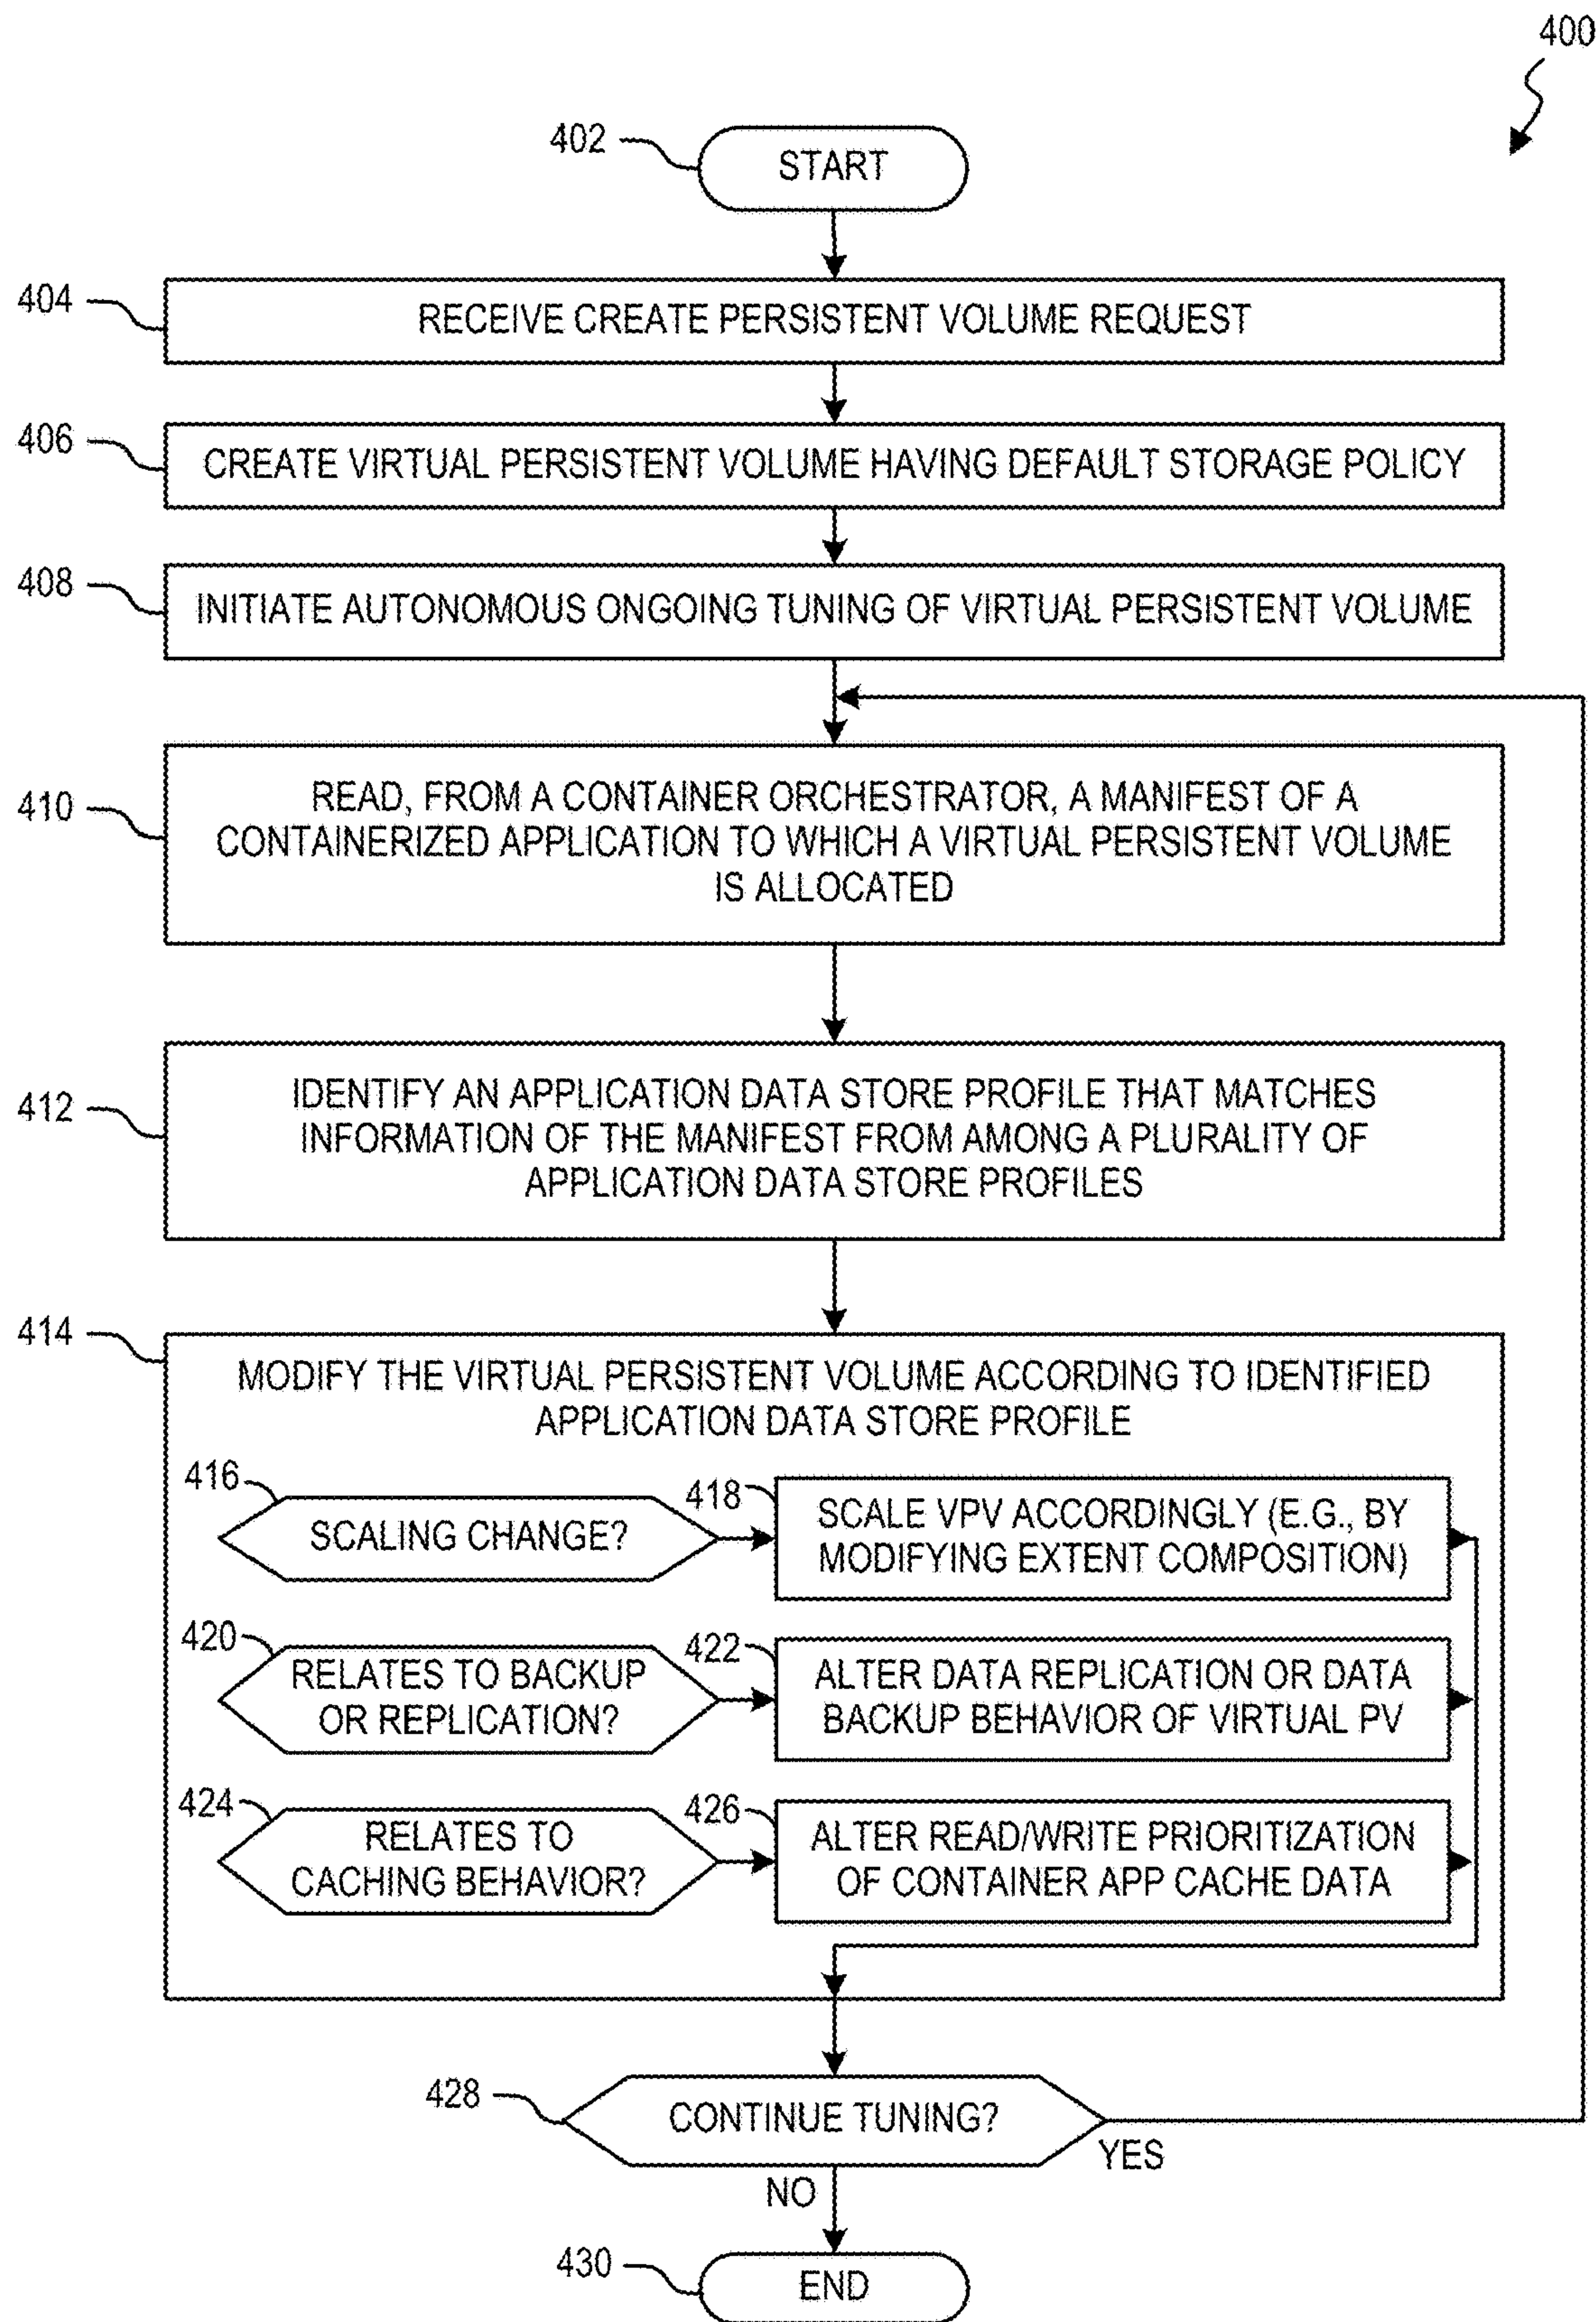 400
402
START
404
RECEIVE CREATE PERSISTENT VOLUME REQUEST
406
CREATE VIRTUAL PERSISTENT VOLUME HAVING DEFAULT STORAGE POLICY
408
INITIATE AUTONOMOUS ONGOING TUNING OF VIRTUAL PERSISTENT VOLUME
410
READ, FROM A CONTAINER ORCHESTRATOR, A MANIFEST OF A
CONTAINERIZED APPLICATION TO WHICH A VIRTUAL PERSISTENT VOLUME
IS ALLOCATED
412
IDENTIFY AN APPLICATION DATA STORE PROFILE THAT MATCHES
INFORMATION OF THE MANIFEST FROM AMONG A PLURALITY OF
APPLICATION DATA STORE PROFILES
414
MODIFY THE VIRTUAL PERSISTENT VOLUME ACCORDING TO IDENTIFIED
APPLICATION DATA STORE PROFILE
416
SCALING CHANGE?
418
SCALE VPV ACCORDINGLY (E.G., BY
MODIFYING EXTENT COMPOSITION)
420
RELATES TO BACKUP
OR REPLICATION?
422
ALTER DATA REPLICATION OR DATA
BACKUP BEHAVIOR OF VIRTUAL PV
424
RELATES TO
CACHING BEHAVIOR?
426
ALTER READ/WRITE PRIORITIZATION
OF CONTAINER APP CACHE DATA
428
CONTINUE TUNING?
YES
NO
430
END